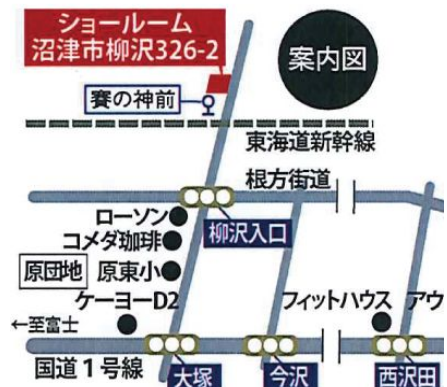 ショールーム
沼津市柳沢326-2
案内図
賽の神前
東海道新幹線
根方街道
ローソン
柳沢入口
コメダ珈琲
原団地
原東小
ケーヨーD2
フィットハウス
アウ
←至富士
国道1号線
大塚
今沢
西沢田